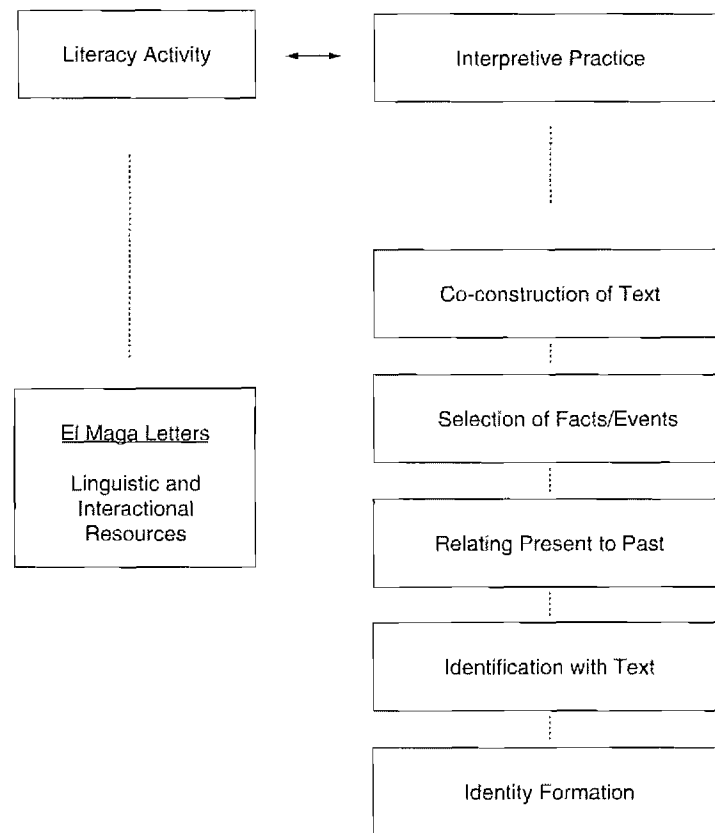 Literacy Activity
Interpretive Practice
Co-construction of Text
El Maga Letters
Linguistic and
Interactional
Resources
Selection of Facts/Events
Relating Present to Past
Identification with Text
Identity Formation